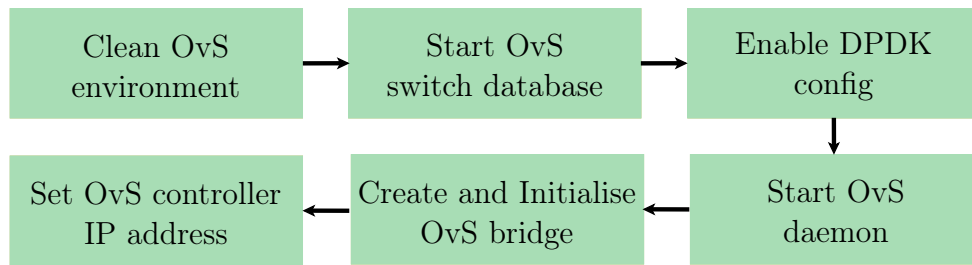 Clean OvS
environment
Start OvS
switch database
Enable DPDK
config
Start OvS
daemon
Create and Initialise
OvS bridge
Set OvS controller
IP address